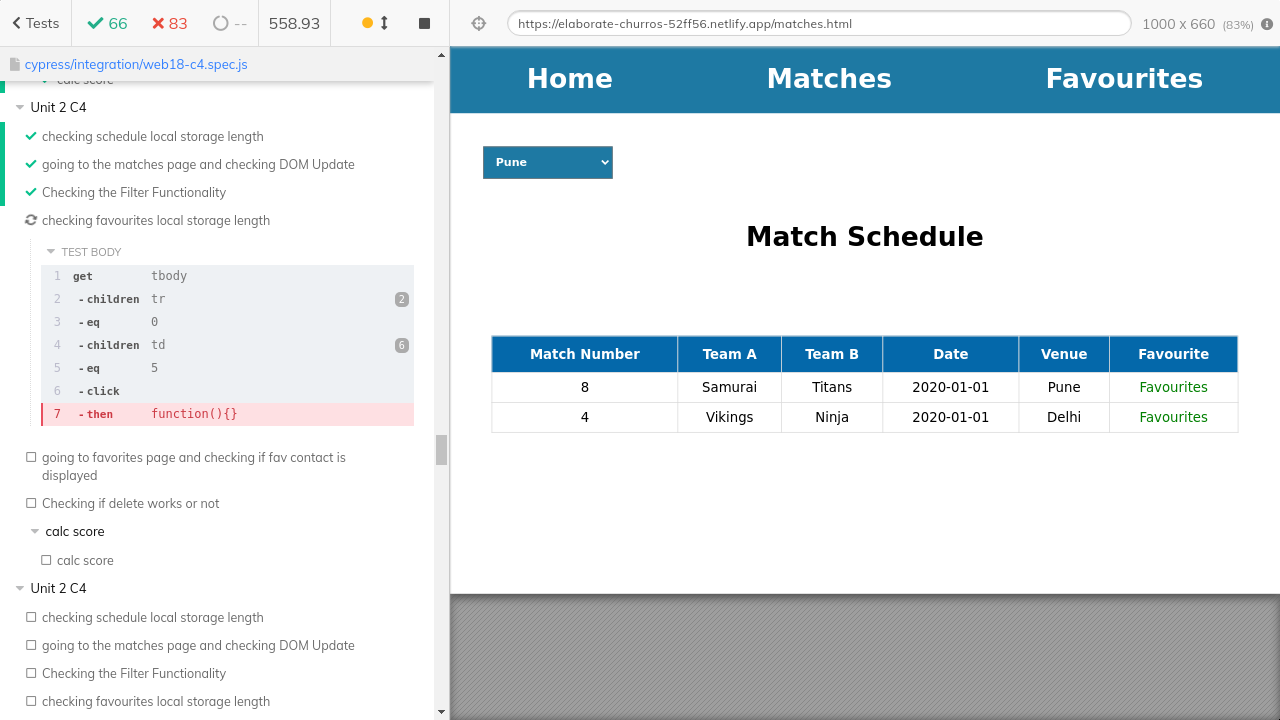 Tests
66
83
--
558.93
https://elaborate-churros-52ff56.netlify.app/matches.html
1000 x 660 (83%)
cypress/integration/web18-c4.spec.js
calc score
Unit 2 C4
checking schedule local storage length
going to the matches page and checking DOM Update
Checking the Filter Functionality
checking favourites local storage length
TEST BODY
1 get tbody
2 - children tr 2
3 - eq 0
4 - children td 6
5 - eq 5
6 - click
7 - then function(){}
going to favorites page and checking if fav contact is
displayed
Checking if delete works or not
calc score
calc score
Unit 2 C4
checking schedule local storage length
going to the matches page and checking DOM Update
Checking the Filter Functionality
checking favourites local storage length
Home Matches Favourites
Pune
Match Schedule
Match Number Team A Team B Date Venue Favourite
8 Samurai Titans 2020-01-01 Pune Favourites
4 Vikings Ninja 2020-01-01 Delhi Favourites